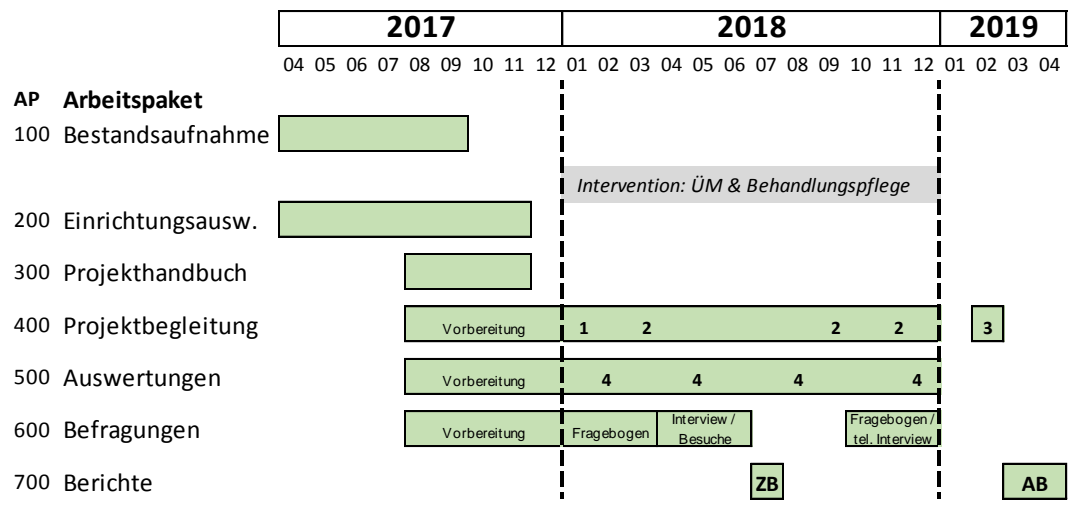 2017 2018 2019
04 05 06 07 08 09 10 11 12 01 02 03 04 05 06 07 08 09 10 11 12 01 02 03 04
AP Arbeitspaket
100 Bestandsaufnahme
Intervention: ÜM & Behandlungspflege
200 Einrichtungsausw.
300 Projekthandbuch
400 Projektbegleitung Vorbereitung 1 2 2 2 3
500 Auswertungen Vorbereitung 4 4 4 4
600 Befragungen Vorbereitung Fragebogen Interview / Besuche Fragebogen / tel. Interview
700 Berichte ZB AB